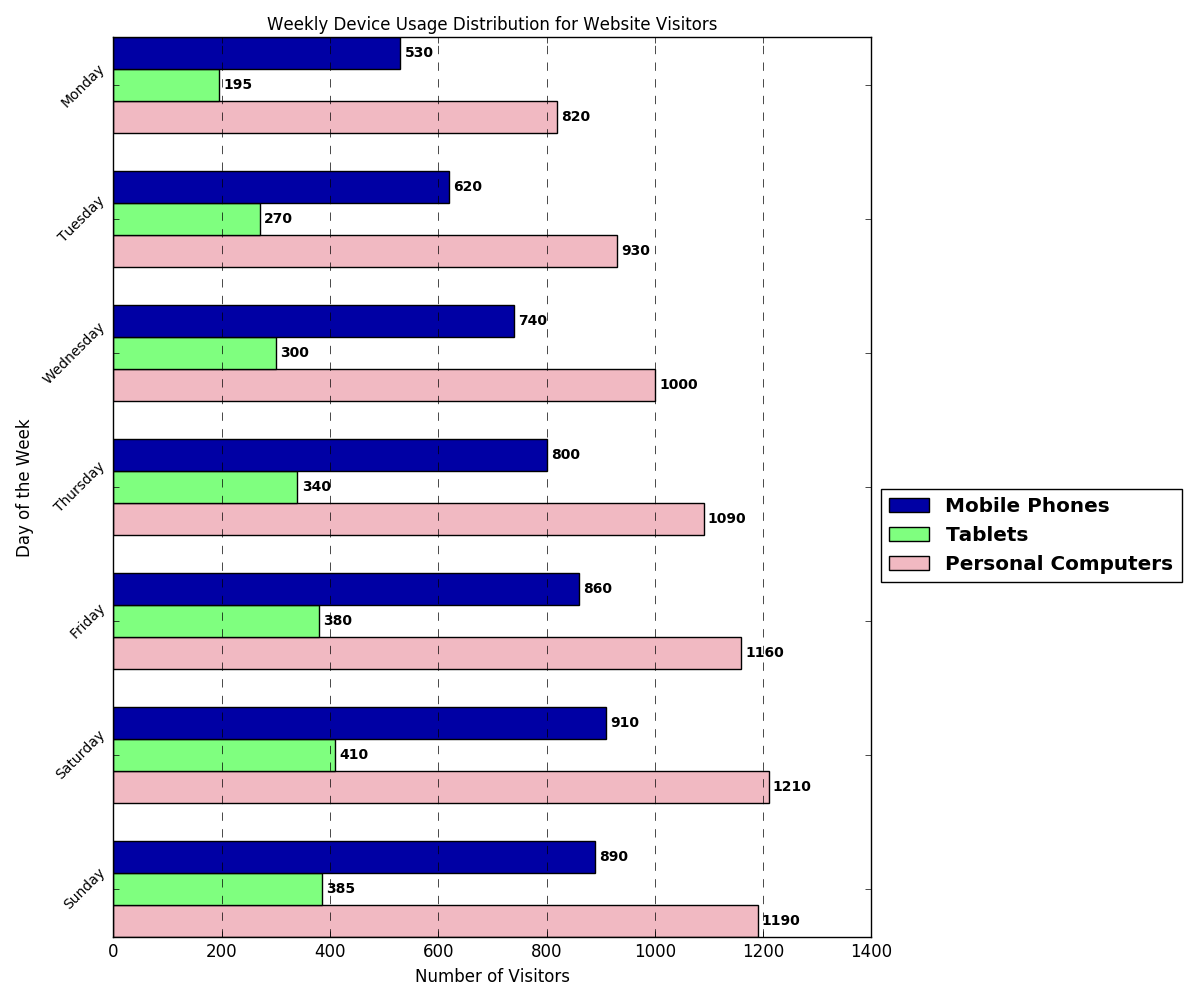 Weekly Device Usage Distribution for Website Visitors
Monday
530
195
820
Tuesday
620
270
930
Wednesday
740
300
1000
Thursday
800
340
1090
Friday
860
380
1160
Saturday
910
410
1210
Sunday
890
385
1190
Day of the Week
0 200 400 600 800 1000 1200 1400
Number of Visitors
Mobile Phones
Tablets
Personal Computers